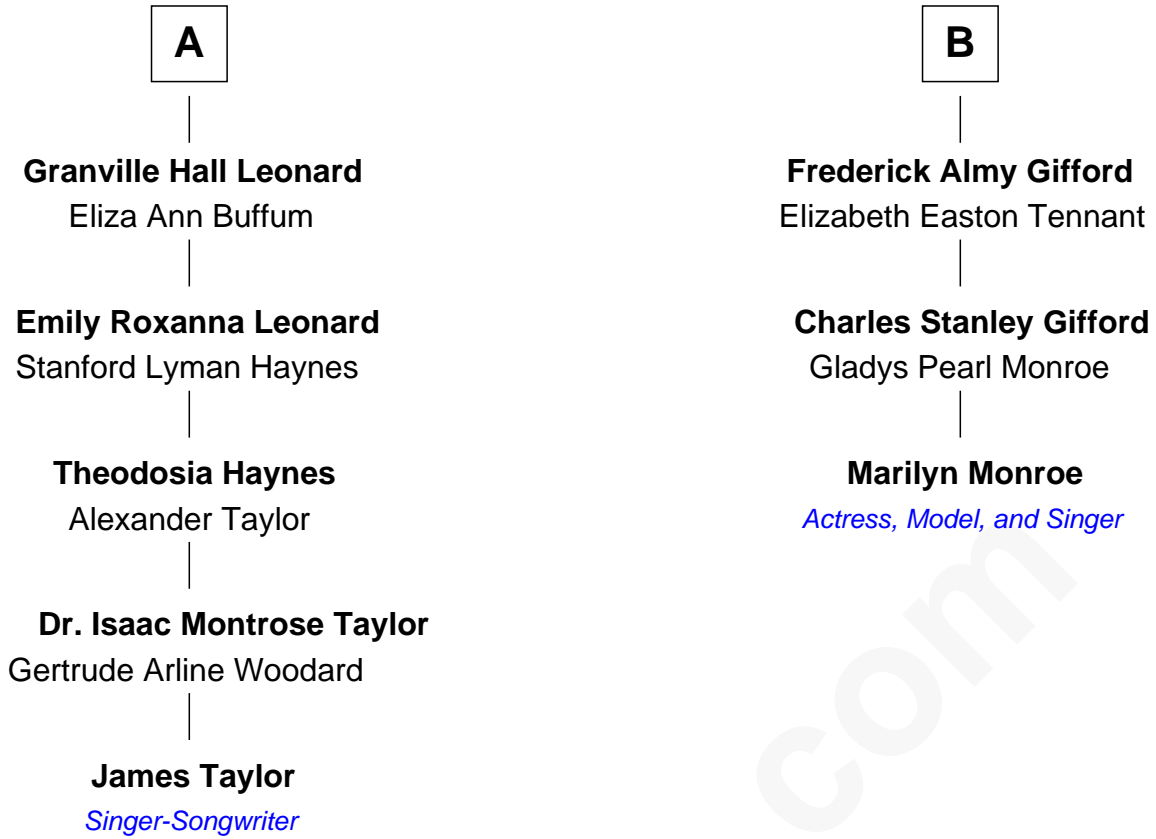 A
Granville Hall Leonard
Eliza Ann Buffum
Emily Roxanna Leonard
Stanford Lyman Haynes
Theodosia Haynes
Alexander Taylor
Dr. Isaac Montrose Taylor
Gertrude Arline Woodard
James Taylor
Singer-Songwriter
B
Frederick Almy Gifford
Elizabeth Easton Tennant
Charles Stanley Gifford
Gladys Pearl Monroe
Marilyn Monroe
Actress, Model, and Singer
com